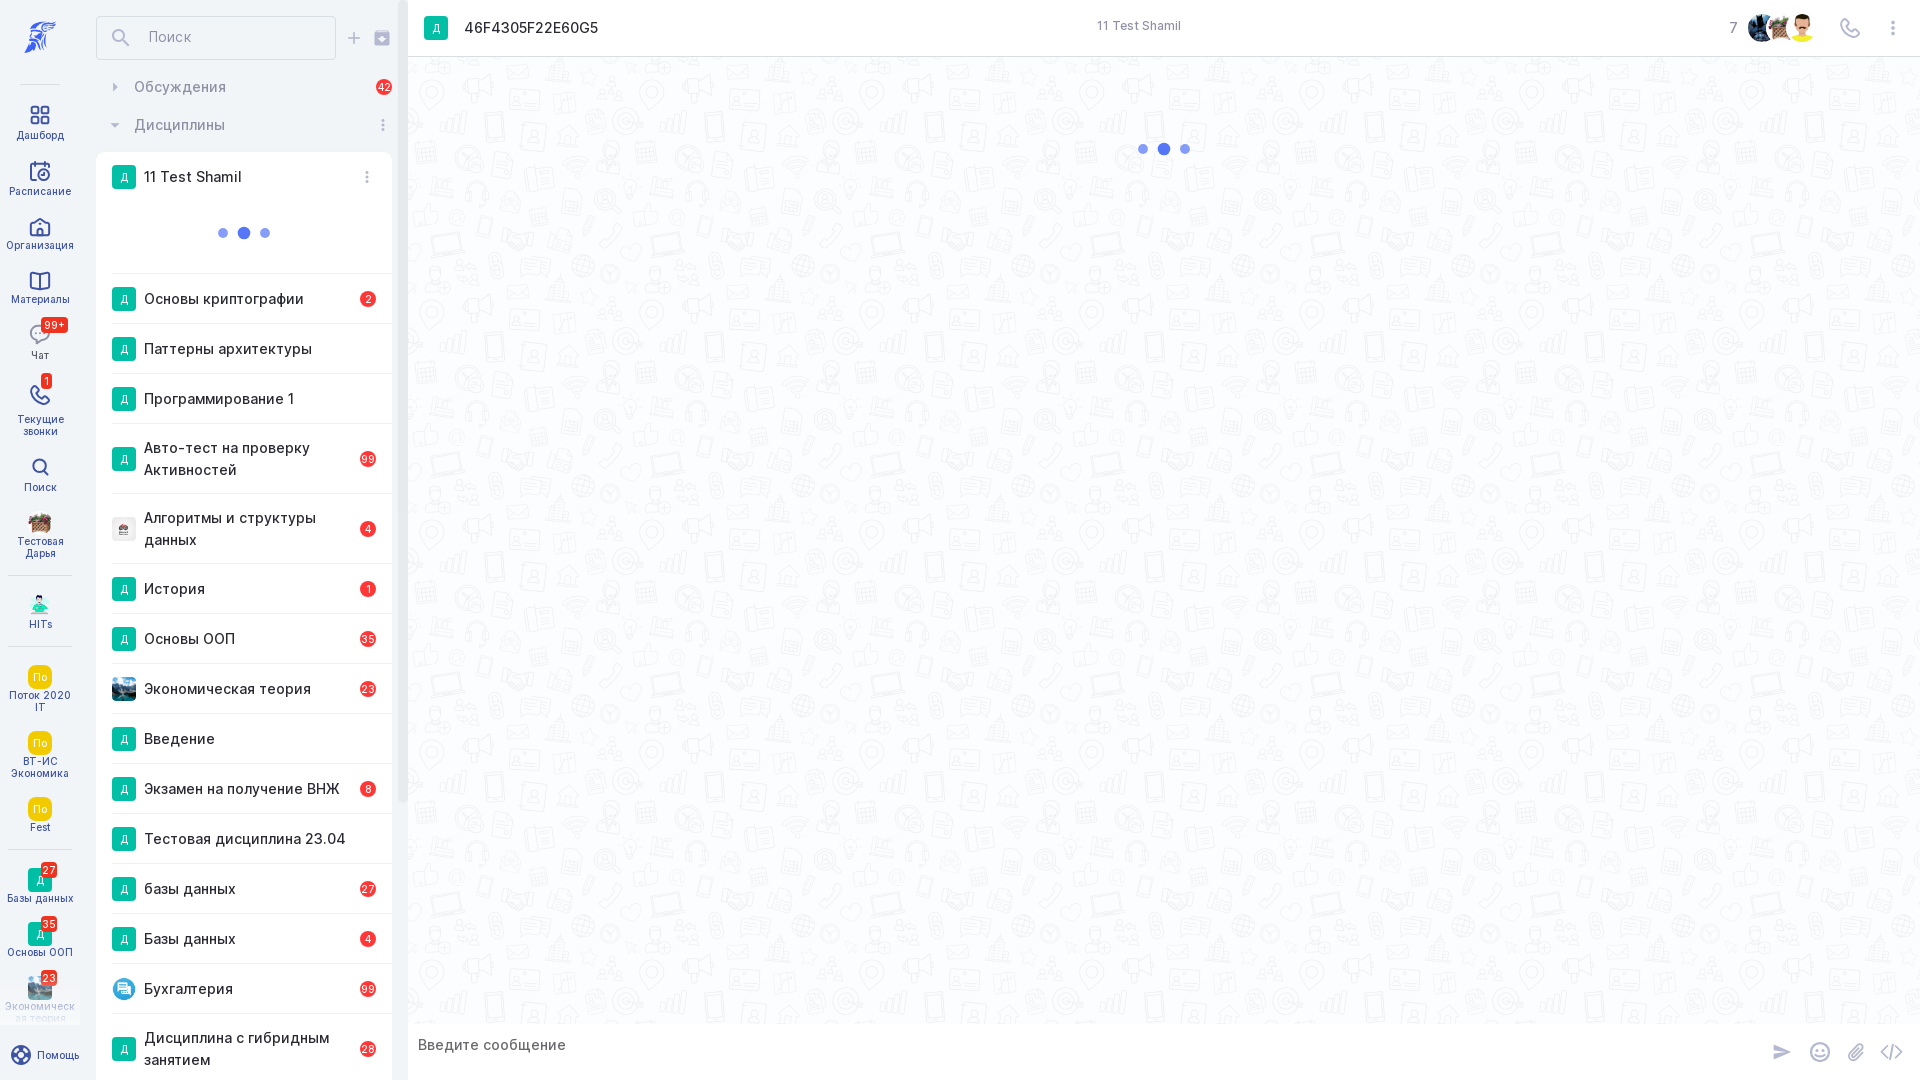 Дашборд
Расписание
Организация
Материалы
99+
Чат
1
Текущие
звонки
Поиск
Тестовая
Дарья
HITs
По
Поток 2020
IT
По
ВТ-ИС
Экономика
По
Fest
27
Д
Базы данных
35
Д
Основы ООП
23
Экономическ
ая теория
Помощь
Поиск
Обсуждения
42
Дисциплины
Д
11 Test Shamil
Д
Основы криптографии
2
Д
Паттерны архитектуры
Д
Программирование 1
Д
Авто-тест на проверку
Активностей
99
Алгоритмы и структуры
данных
4
Д
История
1
Д
Основы ООП
35
Экономическая теория
23
Д
Введение
Д
Экзамен на получение ВНЖ
8
Д
Тестовая дисциплина 23.04
Д
базы данных
27
Д
Базы данных
4
Бухгалтерия
99
Д
Дисциплина с гибридным
занятием
28
Д
46F4305F22E60G5
11 Test Shamil
7
Введите сообщение